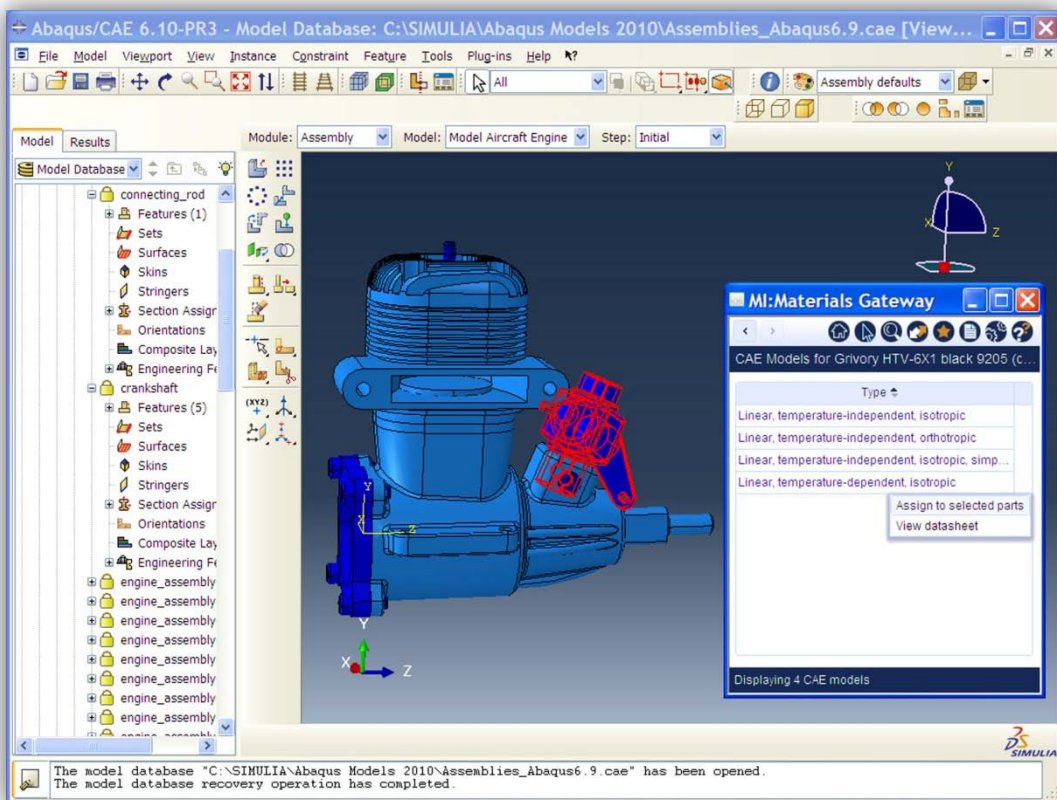 Abaqus/CAE 6.10-PR3 - Model Database: C:\SIMULIA\Abaqus Models 2010\Assemblies_Abaqus6.9.cae [View...
File Model Viewport View Instance Constraint Feature Tools Plug-ins Help
All
Assembly defaults
Model Results
Module: Assembly Model: Model Aircraft Engine Step: Initial
Model Database
connecting_rod
Features (1)
Sets
Surfaces
Skins
Stringers
Section Assigr
Orientations
Composite Lay
Engineering Fe
crankshaft
Features (5)
Sets
Surfaces
Skins
Stringers
Section Assigr
Orientations
Composite Lay
Engineering Fe
engine_assembly
engine_assembly
engine_assembly
engine_assembly
engine_assembly
engine_assembly
engine_assembly
engine_assembly
engine_assembly
(XYZ)
Y
X
Z
Y
X
Z
Y
X
Z
MI:Materials Gateway
CAE Models for Grivory HTV-6X1 black 9205 (c...
Type
Linear, temperature-independent, isotropic
Linear, temperature-independent, orthotropic
Linear, temperature-independent, isotropic, simp...
Linear, temperature-dependent, isotropic
Assign to selected parts
View datasheet
Displaying 4 CAE models
SIMULIA
The model database "C:\SIMULIA\Abaqus Models 2010\Assemblies_Abaqus6.9.cae" has been opened.
The model database recovery operation has completed.